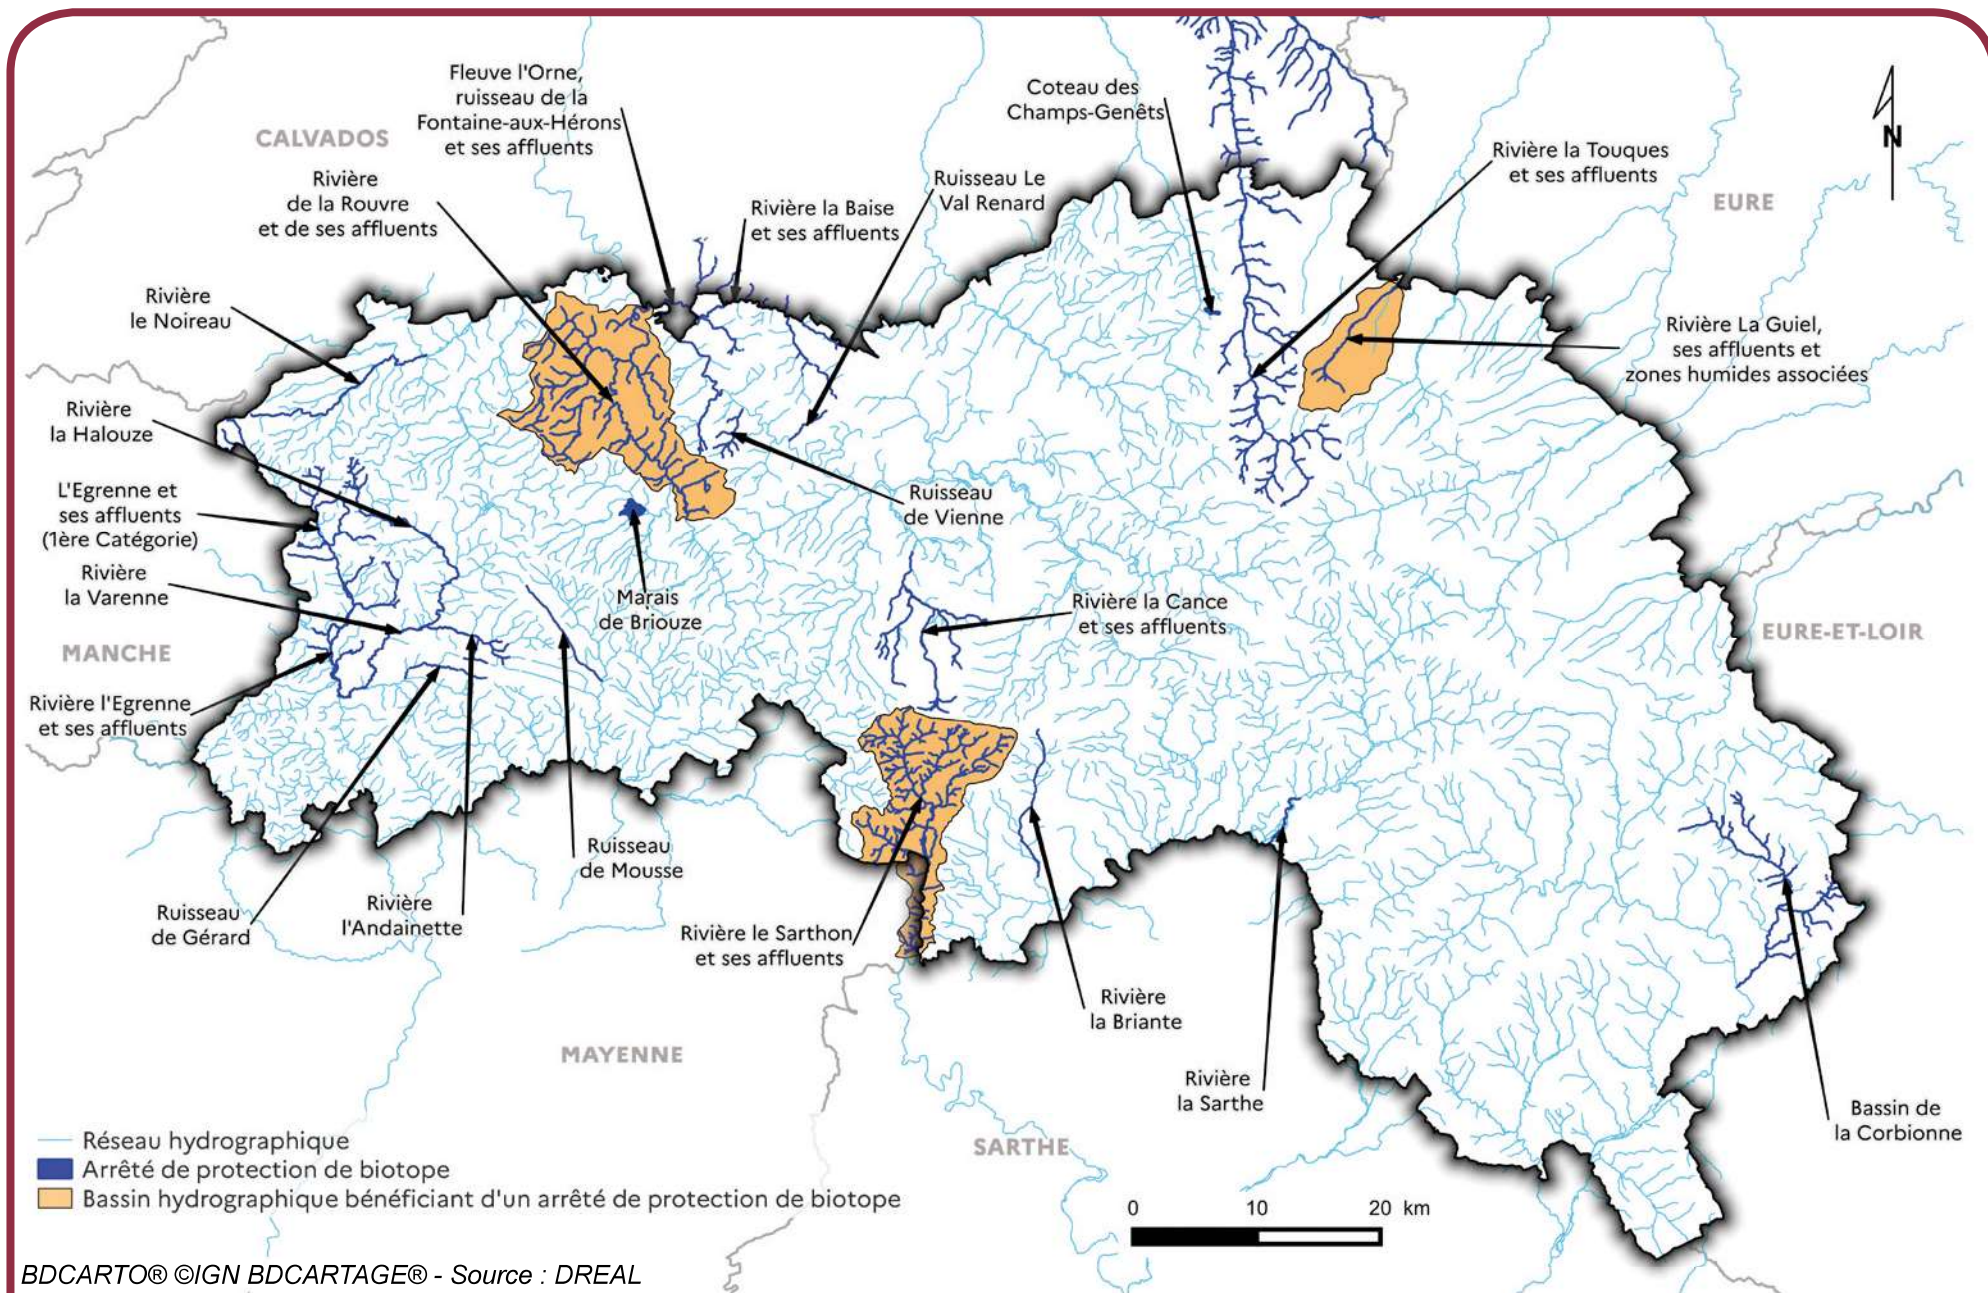 Fleuve l'Orne,
ruisseau de la
Fontaine-aux-Hérons
et ses affluents
Coteau des
Champs-Genêts
N
CALVADOS
Rivière
de la Rouvre
et de ses affluents
Rivière la Baise
et ses affluents
Ruisseau Le
Val Renard
Rivière la Touques
et ses affluents
EURE
Rivière
le Noireau
Rivière La Guiel,
ses affluents et
zones humides associées
Rivière
la Halouze
L'Egrenne et
ses affluents
(1ère Catégorie)
Ruisseau
de Vienne
Rivière
la Varenne
Marais
de Briouze
Rivière la Cance
et ses affluents
MANCHE
EURE-ET-LOIR
Rivière l'Egrenne
et ses affluents
Ruisseau
de Mousse
Ruisseau
de Gérard
Rivière
l'Andainette
Rivière le Sarthon
et ses affluents
Rivière
la Briante
MAYENNE
Rivière
la Sarthe
Bassin de
la Corbionne
SARTHE
Réseau hydrographique
Arrêté de protection de biotope
Bassin hydrographique bénéficiant d'un arrêté de protection de biotope
0 10 20 km
BDCARTO® ©IGN BDCARTAGE® - Source : DREAL